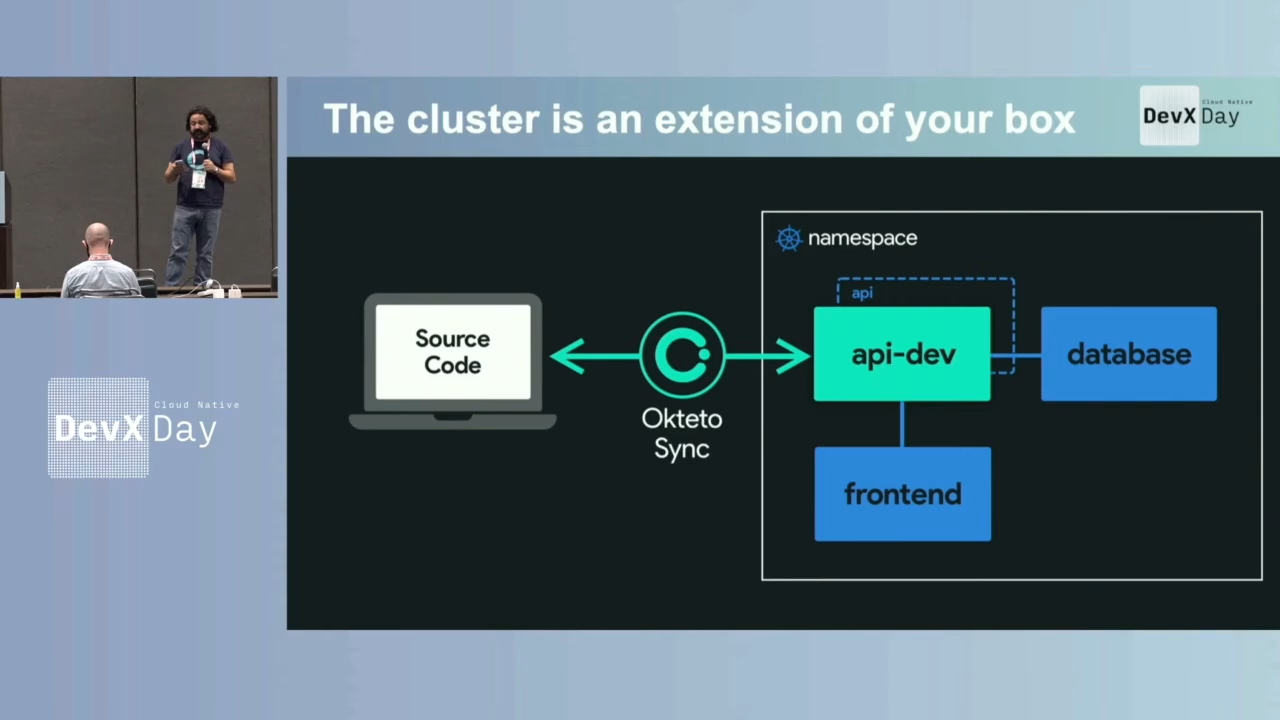 The cluster is an extension of your box
Cloud Native
DevX Day
namespace
api
Source
Code
api-dev
database
Okteto
Sync
frontend
Cloud Native
DevX Day